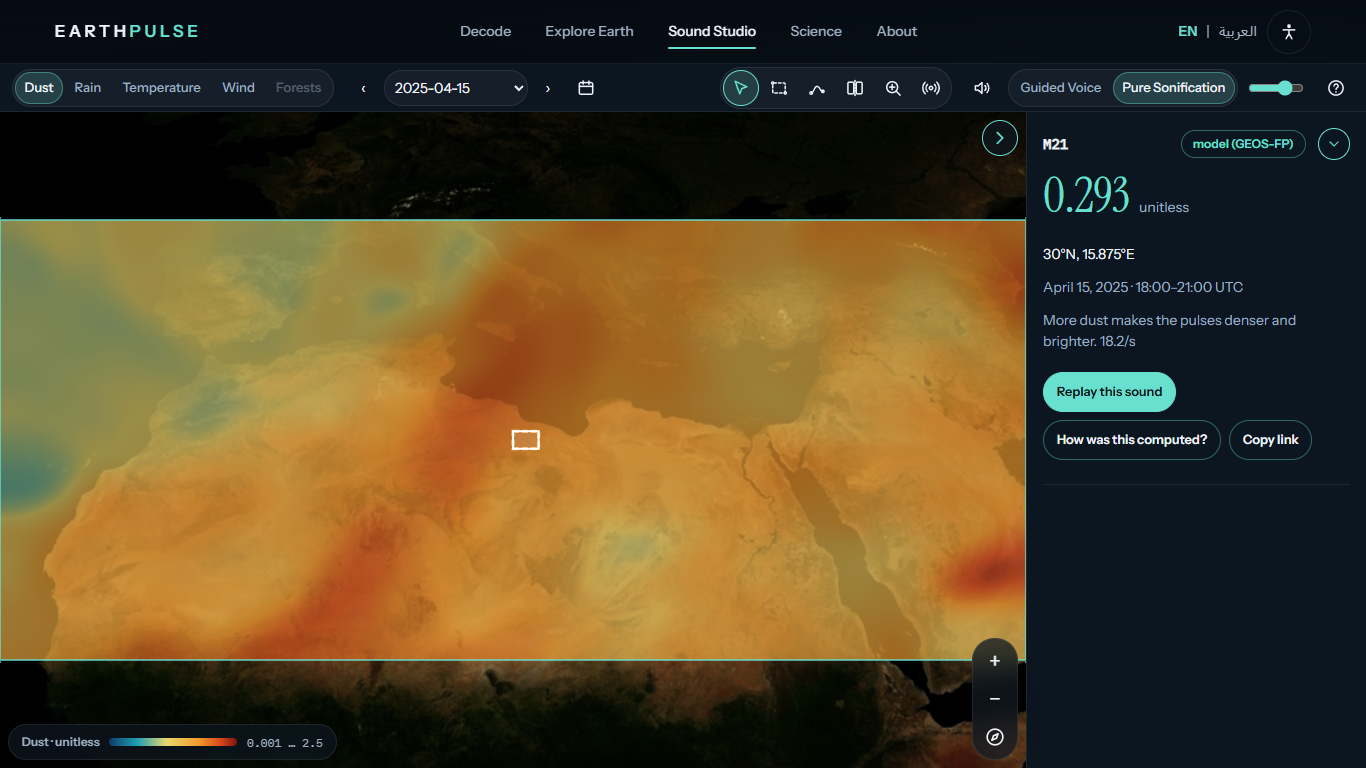 EARTHPULSE
Decode
Explore Earth
Sound Studio
Science
About
EN | العربية
Dust
Rain
Temperature
Wind
Forests
‹
2025-04-15
›
Guided Voice
Pure Sonification
M21
model (GEOS-FP)
0.293 unitless
30°N, 15.875°E
April 15, 2025 · 18:00–21:00 UTC
More dust makes the pulses denser and
brighter. 18.2/s
Replay this sound
How was this computed?
Copy link
+
−
Dust · unitless
0.001 … 2.5